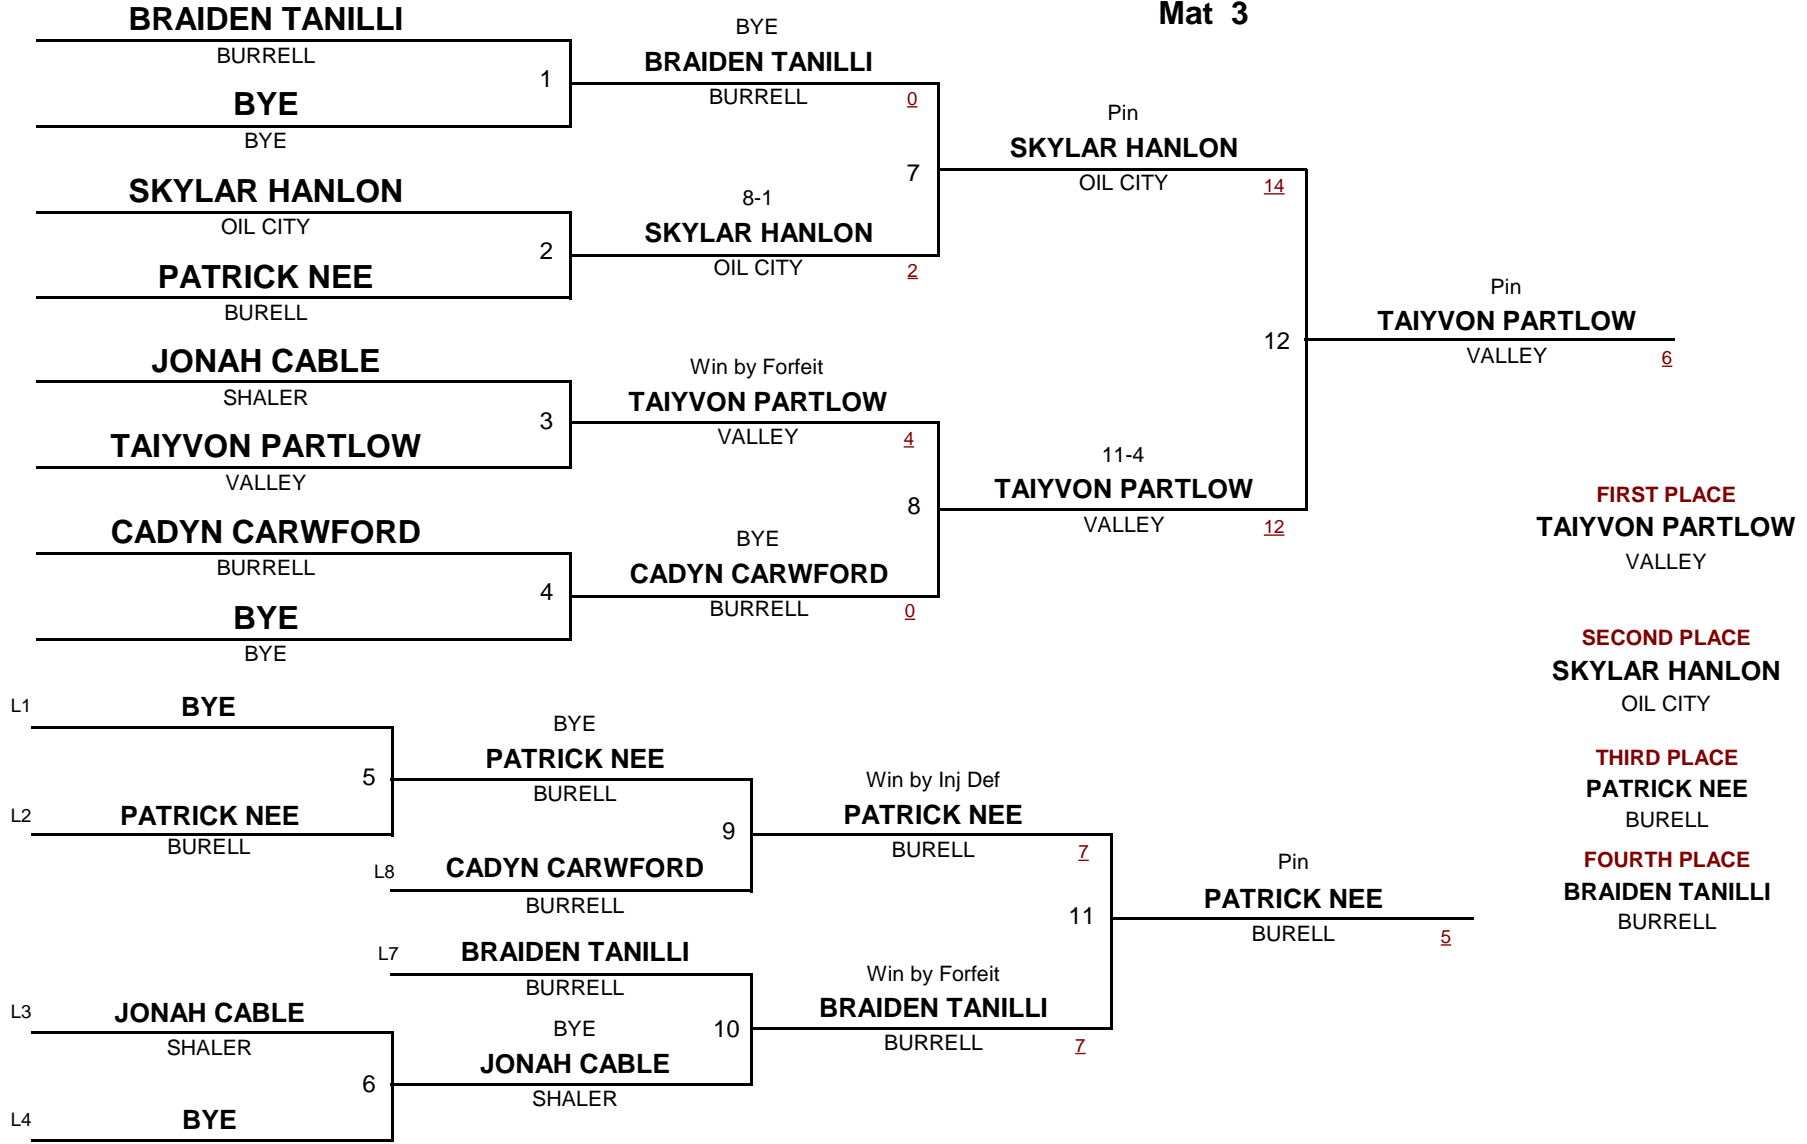 Mat 3
BRAIDEN TANILLI
BURRELL
1
BYE
BYE
SKYLAR HANLON
OIL CITY
2
PATRICK NEE
BURELL
JONAH CABLE
SHALER
3
TAIYVON PARTLOW
VALLEY
CADYN CARWFORD
BURRELL
4
BYE
BYE
BYE
BRAIDEN TANILLI
BURRELL
0
7
8-1
SKYLAR HANLON
OIL CITY
2
Win by Forfeit
TAIYVON PARTLOW
VALLEY
4
8
BYE
CADYN CARWFORD
BURRELL
0
Pin
SKYLAR HANLON
OIL CITY
14
12
11-4
TAIYVON PARTLOW
VALLEY
12
Pin
TAIYVON PARTLOW
VALLEY
6
L1
BYE
5
L2
PATRICK NEE
BURELL
L3
JONAH CABLE
SHALER
6
L4
BYE
BYE
PATRICK NEE
BURELL
9
L8
CADYN CARWFORD
BURRELL
L7
BRAIDEN TANILLI
BURRELL
10
BYE
JONAH CABLE
SHALER
Win by Inj Def
PATRICK NEE
BURELL
7
11
Win by Forfeit
BRAIDEN TANILLI
BURRELL
7
Pin
PATRICK NEE
BURELL
5
FIRST PLACE
TAIYVON PARTLOW
VALLEY
SECOND PLACE
SKYLAR HANLON
OIL CITY
THIRD PLACE
PATRICK NEE
BURELL
FOURTH PLACE
BRAIDEN TANILLI
BURRELL